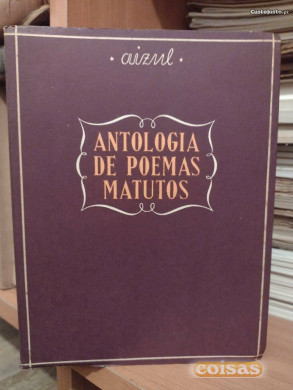 · aizul ·
ANTOLOGIA
DE POEMAS
MATUTOS
coisas